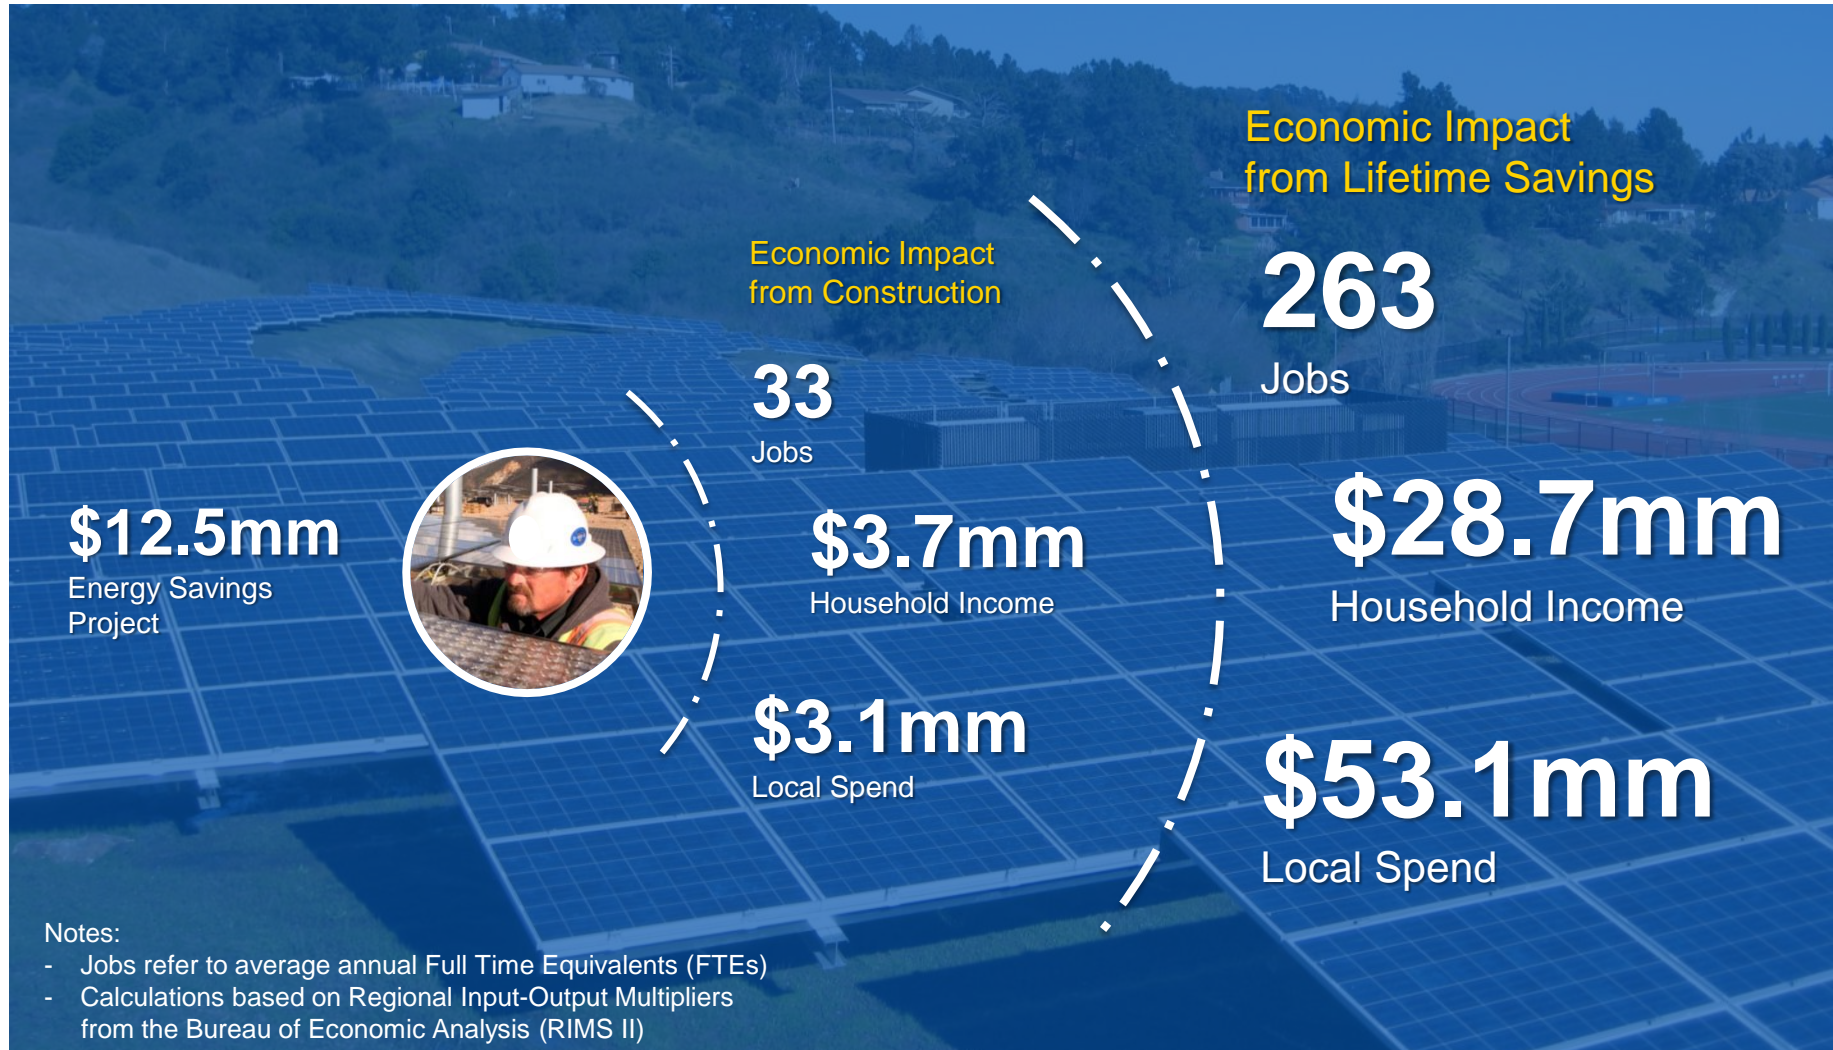 $12.5mm
Energy Savings
Project
Economic Impact
from Construction
33
Jobs
$3.7mm
Household Income
$3.1mm
Local Spend
Economic Impact
from Lifetime Savings
263
Jobs
$28.7mm
Household Income
$53.1mm
Local Spend
Notes:
- Jobs refer to average annual Full Time Equivalents (FTEs)
- Calculations based on Regional Input-Output Multipliers
from the Bureau of Economic Analysis (RIMS II)